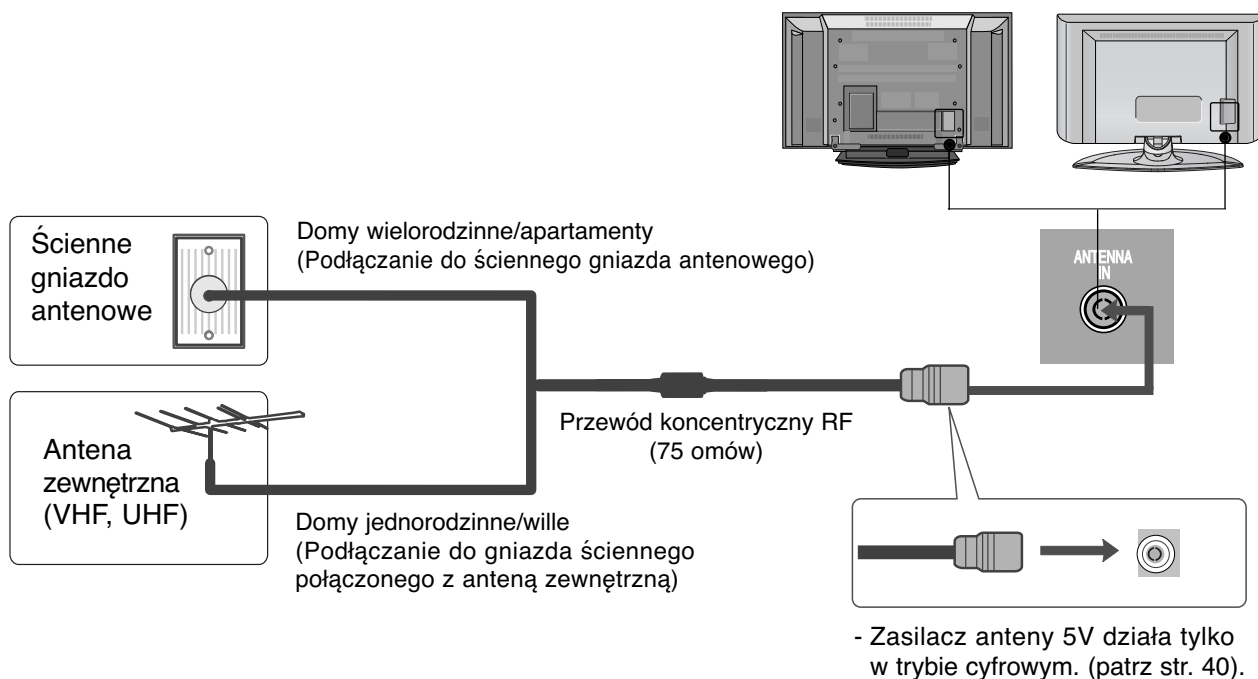 ANTENNA
IN
Ścienne
gniazdo
antenowe
Domy wielorodzinne/apartamenty
(Podłączanie do ściennego gniazda antenowego)
Antena
zewnętrzna
(VHF, UHF)
Przewód koncentryczny RF
(75 omów)
Domy jednorodzinne/wille
(Podłączanie do gniazda ściennego
połączonego z anteną zewnętrzną)
- Zasilacz anteny 5V działa tylko
w trybie cyfrowym. (patrz str. 40).